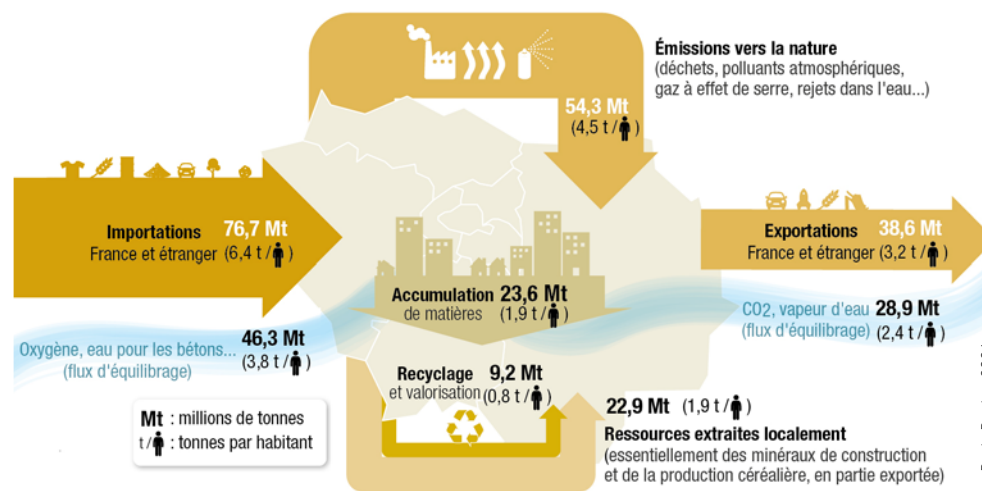 Émissions vers la nature
(déchets, polluants atmosphériques,
gaz à effet de serre, rejets dans l'eau...)
54,3 Mt
(4,5 t/)
Importations 76,7 Mt
France et étranger (6,4 t/)
Exportations 38,6 Mt
France et étranger (3,2 t/)
Accumulation 23,6 Mt
de matières (1,9 t/)
CO2, vapeur d'eau 28,9 Mt
(flux d'équilibrage) (2,4 t/)
Oxygène, eau pour les bétons... 46,3 Mt
(flux d'équilibrage) (3,8 t/)
Recyclage 9,2 Mt
et valorisation (0,8 t/)
22,9 Mt (1,9 t/)
Ressources extraites localement
(essentiellement des minéraux de construction
et de la production céréalière, en partie exportée)
Mt : millions de tonnes
t/ : tonnes par habitant